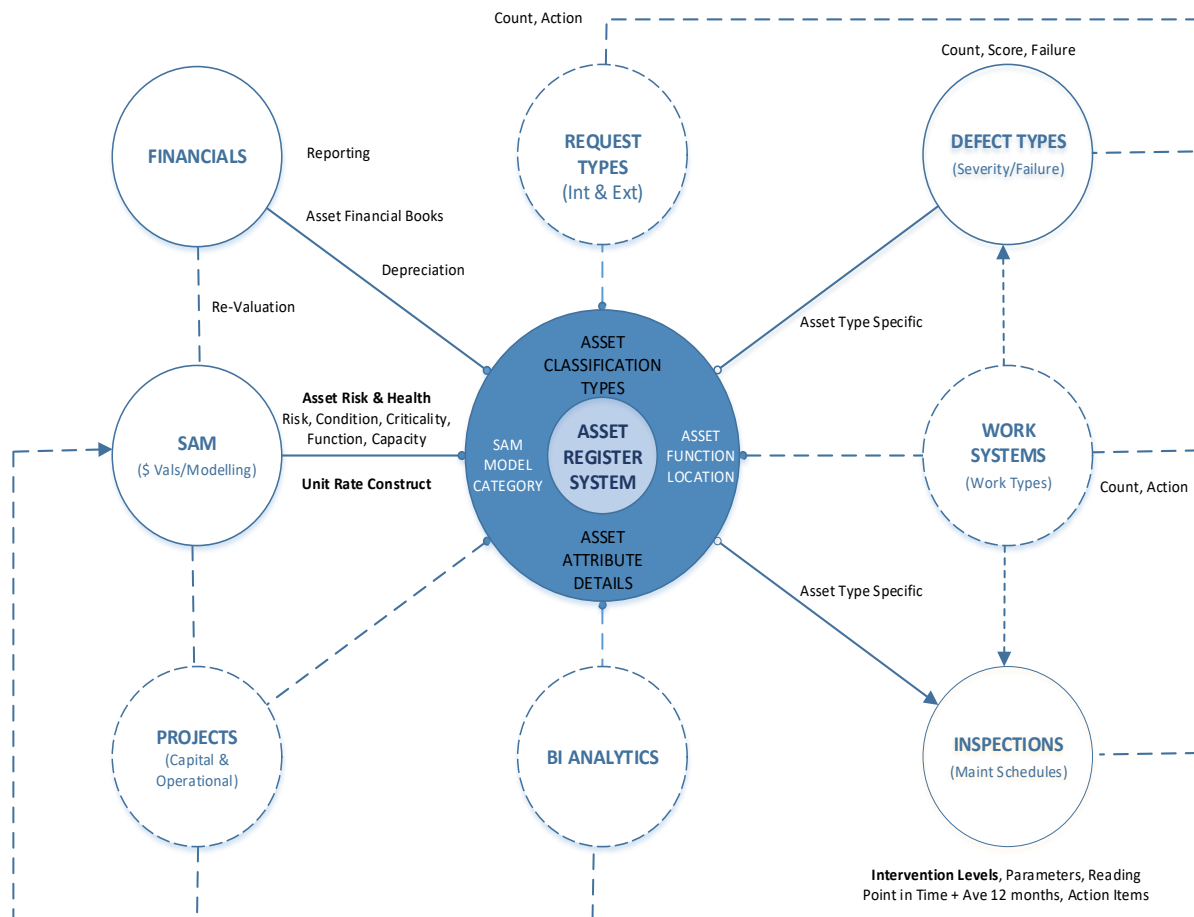 Count, Action
Count, Score, Failure
FINANCIALS
Reporting
REQUEST
TYPES
(Int & Ext)
DEFECT TYPES
(Severity/Failure)
Asset Financial Books
Depreciation
Re-Valuation
Asset Type Specific
ASSET
CLASSIFICATION
TYPES
Asset Risk & Health
Risk, Condition, Criticality,
Function, Capacity
Unit Rate Construct
SAM
($ Vals/Modelling)
SAM
MODEL
CATEGORY
ASSET
REGISTER
SYSTEM
ASSET
FUNCTION
LOCATION
WORK
SYSTEMS
(Work Types)
Count, Action
ASSET
ATTRIBUTE
DETAILS
Asset Type Specific
PROJECTS
(Capital &
Operational)
BI ANALYTICS
INSPECTIONS
(Maint Schedules)
Intervention Levels, Parameters, Reading
Point in Time + Ave 12 months, Action Items